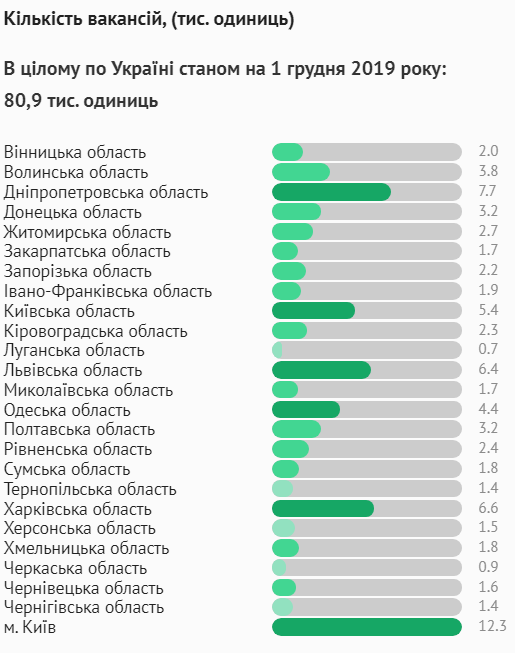 Кількість вакансій, (тис. одиниць)
В цілому по Україні станом на 1 грудня 2019 року:
80,9 тис. одиниць
Вінницька область 2.0
Волинська область 3.8
Дніпропетровська область 7.7
Донецька область 3.2
Житомирська область 2.7
Закарпатська область 1.7
Запорізька область 2.2
Івано-Франківська область 1.9
Київська область 5.4
Кіровоградська область 2.3
Луганська область 0.7
Львівська область 6.4
Миколаївська область 1.7
Одеська область 4.4
Полтавська область 3.2
Рівненська область 2.4
Сумська область 1.8
Тернопільська область 1.4
Харківська область 6.6
Херсонська область 1.5
Хмельницька область 1.8
Черкаська область 0.9
Чернівецька область 1.6
Чернігівська область 1.4
м. Київ 12.3